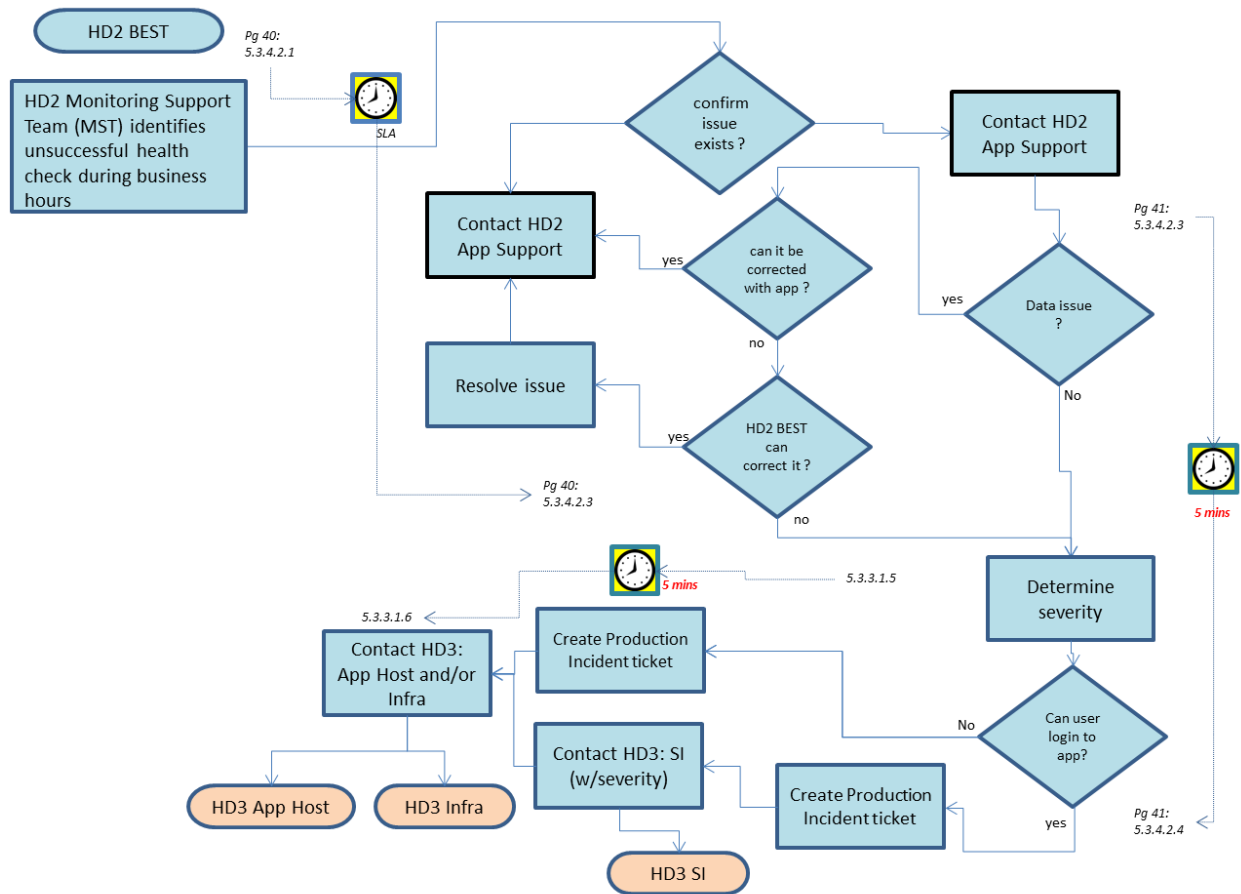 HD2 BEST
Pg 40:
5.3.4.2.1
HD2 Monitoring Support
Team (MST) identifies
unsuccessful health
check during business
hours
SLA
confirm
issue
exists ?
Contact HD2
App Support
Contact HD2
App Support
yes
can it be
corrected
with app ?
yes
Data issue
?
Pg 41:
5.3.4.2.3
no
No
Resolve issue
yes
HD2 BEST
can
correct it ?
no
Pg 40:
5.3.4.2.3
5 mins
5 mins
5.3.3.1.5
Determine
severity
5.3.3.1.6
Contact HD3:
App Host and/or
Infra
Create Production
Incident ticket
No
Can user
login to
app?
yes
Contact HD3: SI
(w/severity)
Create Production
Incident ticket
Pg 41:
5.3.4.2.4
HD3 App Host
HD3 Infra
HD3 SI